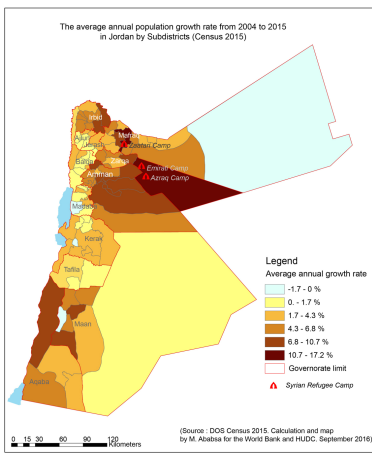 The average annual population growth rate from 2004 to 2015
in Jordan by Subdistricts (Census 2015)
Irbid
Mafraq
Ajlun
Jerash
Zaatari Camp
Balqa
Zarqa
Emirati Camp
Amman
Azraq Camp
Madaba
Kerak
Tafila
Maan
Aqaba
Legend
Average annual growth rate
-1.7 - 0 %
0. - 1.7 %
1.7 - 4.3 %
4.3 - 6.8 %
6.8 - 10.7 %
10.7 - 17.2 %
Governorate limit
Syrian Refugee Camp
0 15 30 60 90 120
Kilometers
(Source : DOS Census 2015. Calculation and map
by M. Ababsa for the World Bank and HUDC. September 2016)